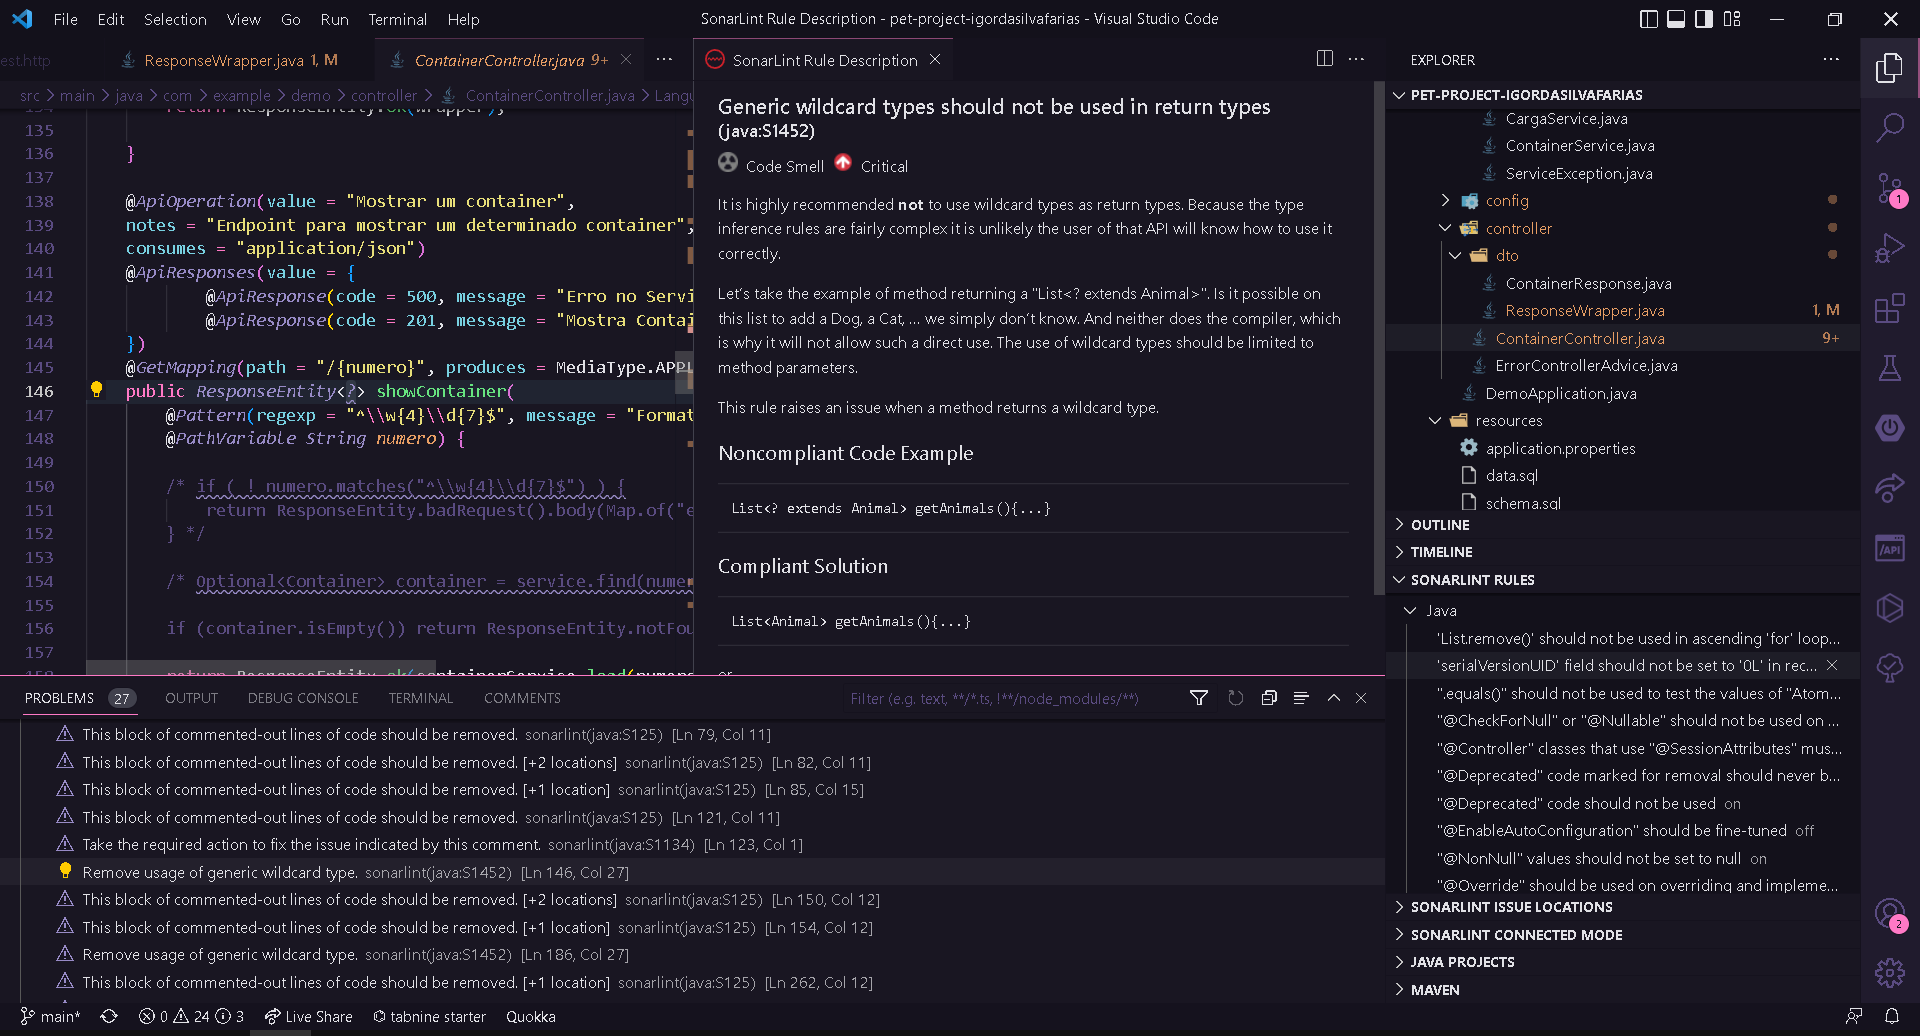 File Edit Selection View Go Run Terminal Help
SonarLint Rule Description - pet-project-igordasilvafarias - Visual Studio Code
est.http
ResponseWrapper.java 1, M
ContainerController.java 9+
SonarLint Rule Description
src > main > java > com > example > demo > controller > ContainerController.java > Langu
134 return ResponseEntity.ok(wrapper);
135
136 }
137
138 @ApiOperation(value = "Mostrar um container",
139 notes = "Endpoint para mostrar um determinado container",
140 consumes = "application/json")
141 @ApiResponses(value = {
142 @ApiResponse(code = 500, message = "Erro no Servi
143 @ApiResponse(code = 201, message = "Mostra Contai
144 })
145 @GetMapping(path = "/{numero}", produces = MediaType.APPL
146 public ResponseEntity<?> showContainer(
147 @Pattern(regexp = "^\\w{4}\\d{7}$", message = "Format
148 @PathVariable String numero) {
149
150 /* if ( ! numero.matches("^\\w{4}\\d{7}$") ) {
151 return ResponseEntity.badRequest().body(Map.of("e
152 } */
153
154 /* Optional<Container> container = service.find(numer
155
156 if (container.isEmpty()) return ResponseEntity.notFou
157
158 return ResponseEntity.ok(containerService.load(numero
Generic wildcard types should not be used in return types
(java:S1452)
Code Smell Critical
It is highly recommended not to use wildcard types as return types. Because the type
inference rules are fairly complex it is unlikely the user of that API will know how to use it
correctly.
Let's take the example of method returning a "List<? extends Animal>". Is it possible on
this list to add a Dog, a Cat, ... we simply don't know. And neither does the compiler, which
is why it will not allow such a direct use. The use of wildcard types should be limited to
method parameters.
This rule raises an issue when a method returns a wildcard type.
Noncompliant Code Example
List<? extends Animal> getAnimals(){...}
Compliant Solution
List<Animal> getAnimals(){...}
or
EXPLORER
PET-PROJECT-IGORDASILVAFARIAS
CargaService.java
ContainerService.java
ServiceException.java
config
controller
dto
ContainerResponse.java
ResponseWrapper.java 1, M
ContainerController.java 9+
ErrorControllerAdvice.java
DemoApplication.java
resources
application.properties
data.sql
schema.sql
OUTLINE
TIMELINE
SONARLINT RULES
Java
'List.remove()' should not be used in ascending 'for' loop...
'serialVersionUID' field should not be set to '0L' in rec...
".equals()" should not be used to test the values of "Atom...
"@CheckForNull" or "@Nullable" should not be used on ...
"@Controller" classes that use "@SessionAttributes" mus...
"@Deprecated" code marked for removal should never b...
"@Deprecated" code should not be used on
"@EnableAutoConfiguration" should be fine-tuned off
"@NonNull" values should not be set to null on
"@Override" should be used on overriding and impleme...
SONARLINT ISSUE LOCATIONS
SONARLINT CONNECTED MODE
JAVA PROJECTS
MAVEN
1
/API
2
PROBLEMS 27 OUTPUT DEBUG CONSOLE TERMINAL COMMENTS
Filter (e.g. text, **/*.ts, !**/node_modules/**)
This block of commented-out lines of code should be removed. sonarlint(java:S125) [Ln 79, Col 11]
This block of commented-out lines of code should be removed. [+2 locations] sonarlint(java:S125) [Ln 82, Col 11]
This block of commented-out lines of code should be removed. [+1 location] sonarlint(java:S125) [Ln 85, Col 15]
This block of commented-out lines of code should be removed. sonarlint(java:S125) [Ln 121, Col 11]
Take the required action to fix the issue indicated by this comment. sonarlint(java:S1134) [Ln 123, Col 1]
Remove usage of generic wildcard type. sonarlint(java:S1452) [Ln 146, Col 27]
This block of commented-out lines of code should be removed. [+2 locations] sonarlint(java:S125) [Ln 150, Col 12]
This block of commented-out lines of code should be removed. [+1 location] sonarlint(java:S125) [Ln 154, Col 12]
Remove usage of generic wildcard type. sonarlint(java:S1452) [Ln 186, Col 27]
This block of commented-out lines of code should be removed. [+1 location] sonarlint(java:S125) [Ln 262, Col 12]
main* 0 24 3 Live Share tabnine starter Quokka